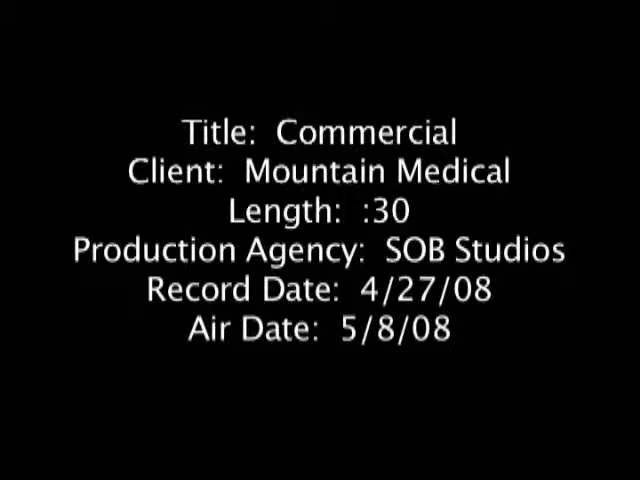 Title: Commercial
Client: Mountain Medical
Length: :30
Production Agency: SOB Studios
Record Date: 4/27/08
Air Date: 5/8/08